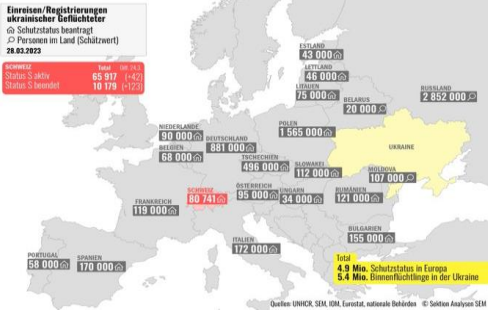 Einreisen/Registrierungen
ukrainischer Geflüchteter
Schutzstatus beantragt
Personen im Land (Schätzwert)
28.03.2023
SCHWEIZ Total Diff. 24.3.
Status S aktiv 65 917 (+42)
Status S beendet 10 179 (+123)
ESTLAND
43 000
LETTLAND
46 000
LITAUEN
75 000
BELARUS
20 000
RUSSLAND
2 852 000
POLEN
1 565 000
NIEDERLANDE
90 000
DEUTSCHLAND
881 000
BELGIEN
68 000
UKRAINE
TSCHECHIEN
496 000
SLOWAKEI
112 000
MOLDOVA
107 000
SCHWEIZ
80 741
ÖSTERREICH
95 000
UNGARN
34 000
RUMÄNIEN
121 000
FRANKREICH
119 000
BULGARIEN
155 000
ITALIEN
172 000
PORTUGAL
58 000
SPANIEN
170 000
Total
4.9 Mio. Schutzstatus in Europa
5.4 Mio. Binnenflüchtlinge in der Ukraine
Quellen: UNHCR, SEM, IOM, Eurostat, nationale Behörden © Sektion Analysen SEM